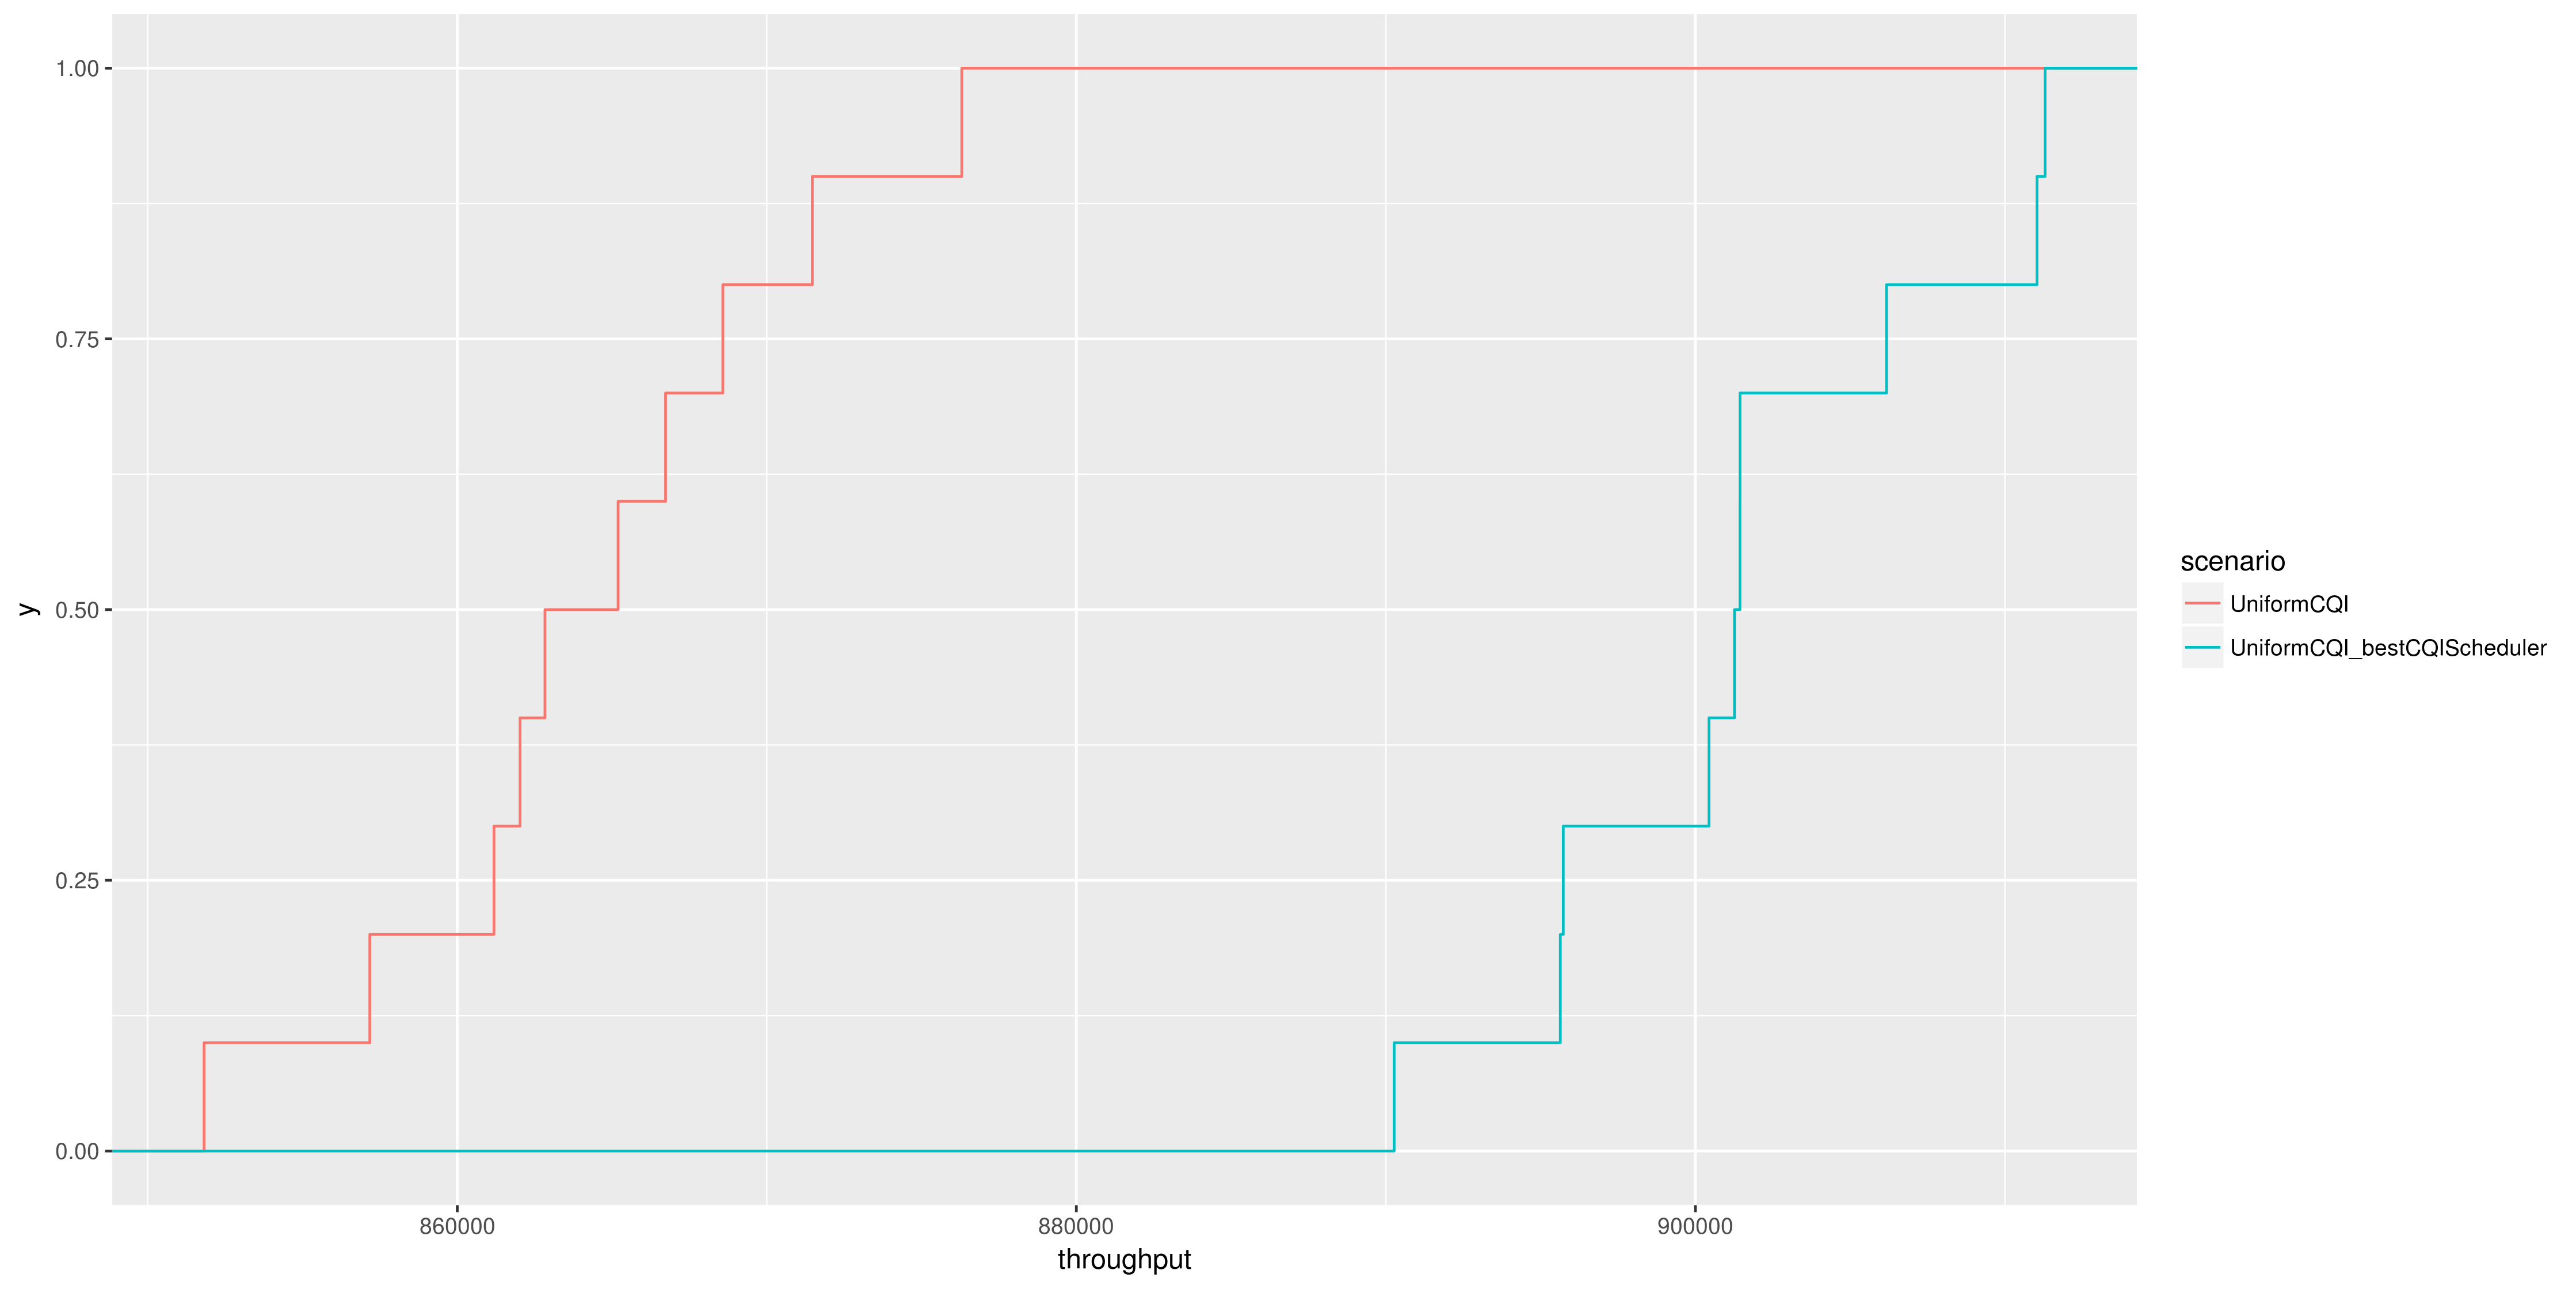 1.00
0.75
0.50
0.25
0.00
y
860000
880000
900000
throughput
scenario
UniformCQI
UniformCQI_bestCQIScheduler